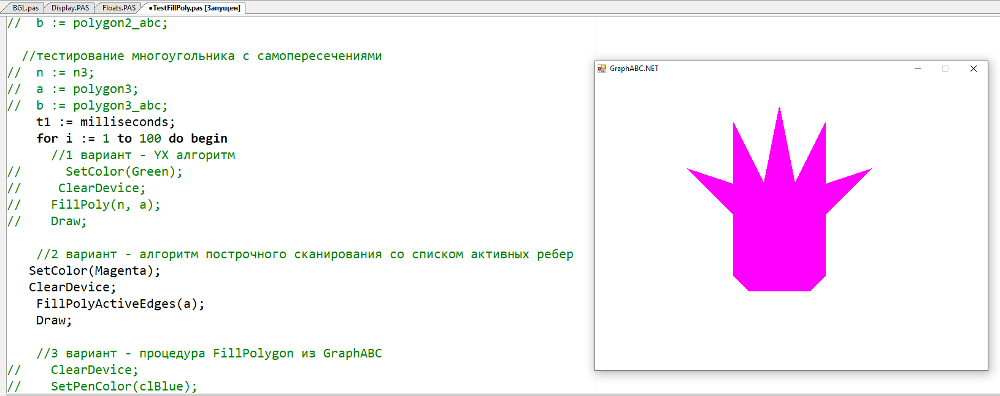 BGL.pas Display.PAS Floats.PAS •TestFillPoly.pas [Запущен]
//  b := polygon2_abc;
//тестирование многоугольника с самопересечениями
//  n := n3;
//  a := polygon3;
//  b := polygon3_abc;
t1 := milliseconds;
for i := 1 to 100 do begin
//1 вариант - YX алгоритм
//      SetColor(Green);
//     ClearDevice;
//    FillPoly(n, a);
//    Draw;
//2 вариант - алгоритм построчного сканирования со списком активных ребер
SetColor(Magenta);
ClearDevice;
FillPolyActiveEdges(a);
Draw;
//3 вариант - процедура FillPolygon из GraphABC
//    ClearDevice;
//    SetPenColor(clBlue);
GraphABC.NET